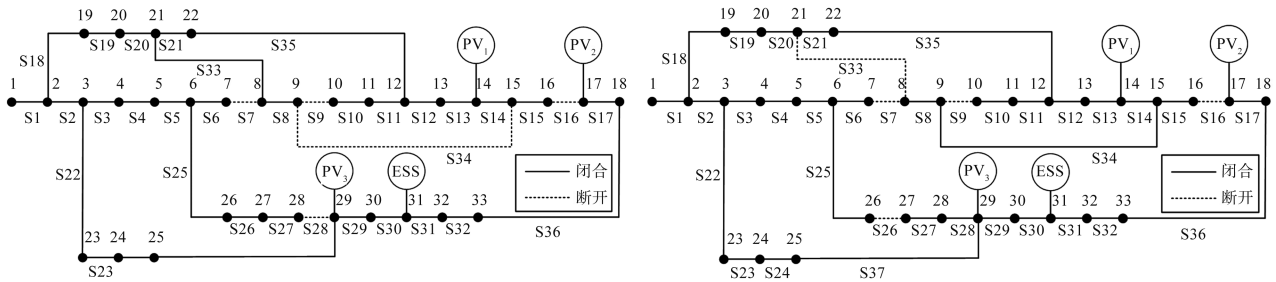 19 20 21 22
S19 S20 S21 S35
S18 S33 PV1 PV2
1 2 3 4 5 6 7 8 9 10 11 12 13 14 15 16 17 18
S1 S2 S3 S4 S5 S6 S7 S8 S9 S10 S11 S12 S13 S14 S15 S16 S17
S34
S22 S25 PV3 ESS
闭合
断开
26 27 28 29 30 31 32 33
S26 S27 S28 S29 S30 S31 S32
S36
23 24 25
S23
19 20 21 22
S19 S20 S21 S35
S18 S33 PV1 PV2
1 2 3 4 5 6 7 8 9 10 11 12 13 14 15 16 17 18
S1 S2 S3 S4 S5 S6 S7 S8 S9 S10 S11 S12 S13 S14 S15 S16 S17
S34
S22 S25 PV3 ESS
闭合
断开
26 27 28 29 30 31 32 33
S26 S27 S28 S29 S30 S31 S32
S36
23 24 25
S23 S24 S37